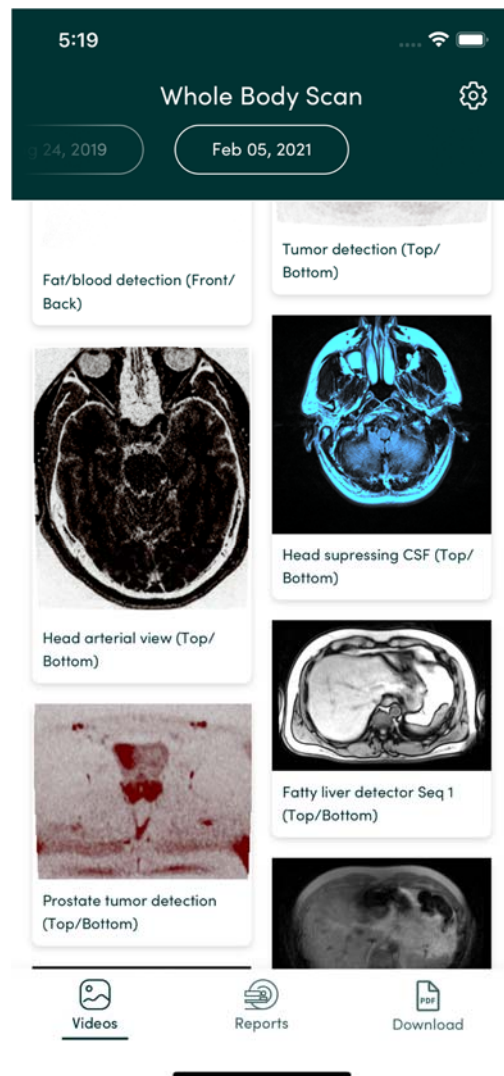 5:19
Whole Body Scan
g 24, 2019
Feb 05, 2021
Fat/blood detection (Front/
Back)
Tumor detection (Top/
Bottom)
Head arterial view (Top/
Bottom)
Head supressing CSF (Top/
Bottom)
Prostate tumor detection
(Top/Bottom)
Fatty liver detector Seq 1
(Top/Bottom)
Videos
Reports
PDF
Download